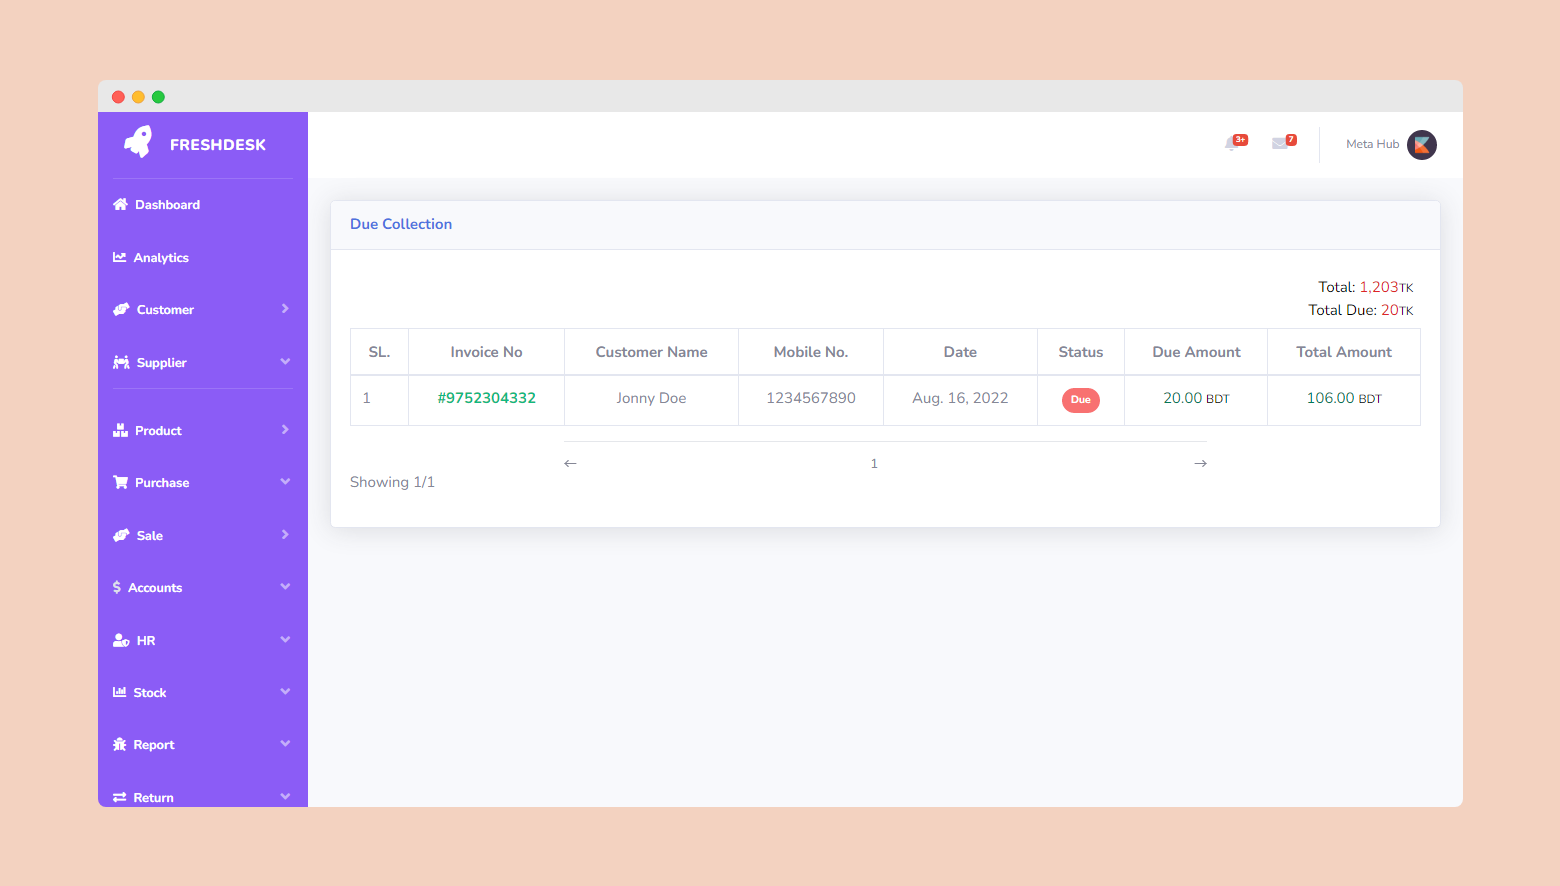 FRESHDESK
3+
7
Meta Hub
Dashboard
Analytics
Customer
Supplier
Product
Purchase
Sale
Accounts
HR
Stock
Report
Return
Due Collection
Total: 1,203TK
Total Due: 20TK
SL. Invoice No Customer Name Mobile No. Date Status Due Amount Total Amount
1 #9752304332 Jonny Doe 1234567890 Aug. 16, 2022 Due 20.00 BDT 106.00 BDT
← 1 →
Showing 1/1